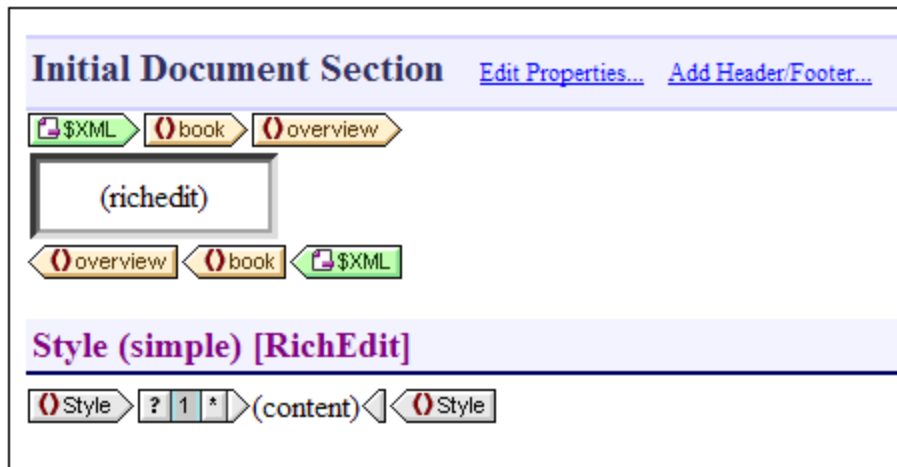 Initial Document Section Edit Properties... Add Header/Footer...
$XML ()book ()overview
(richedit)
()overview ()book $XML
Style (simple) [RichEdit]
()Style ? 1 * (content) ()Style